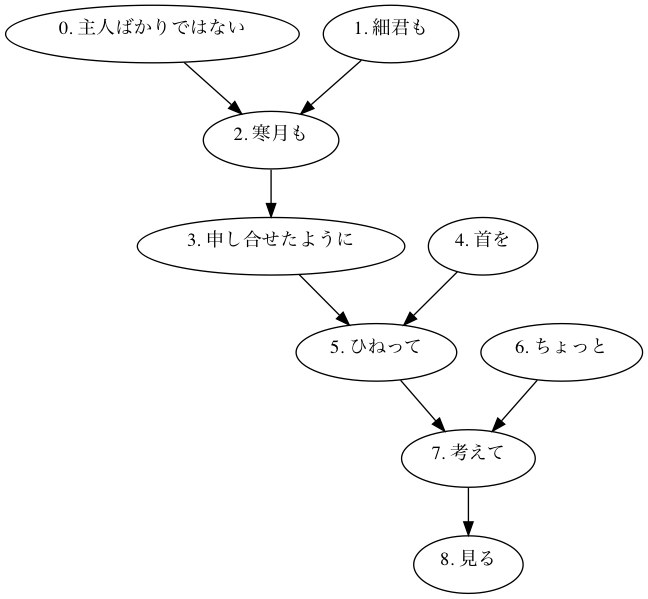 0. 主人ばかりではない
1. 細君も
2. 寒月も
3. 申し合せたように
4. 首を
5. ひねって
6. ちょっと
7. 考えて
8. 見る